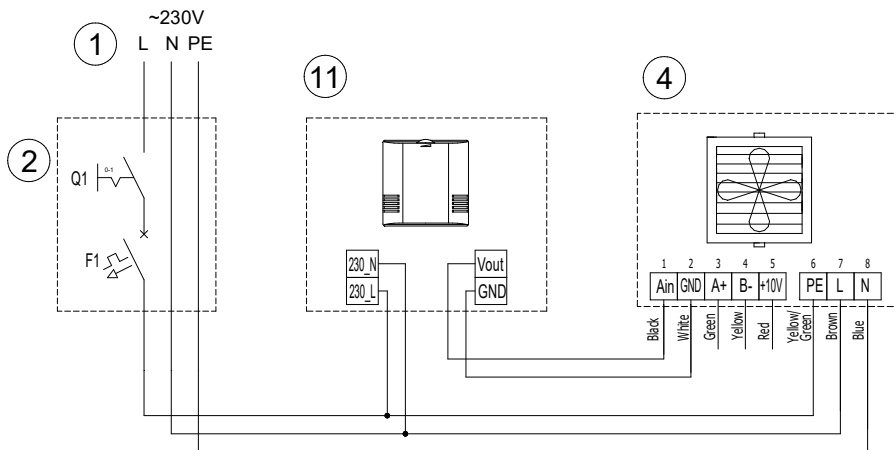 ~230V
1
L N PE
11
4
2
Q1
0-1
F1
230_N
230_L
Vout
GND
1 2 3 4 5 6 7 8
Ain GND A+ B- +10V PE L N
Black
White
Green
Yellow
Red
Yellow/
Green
Brown
Blue